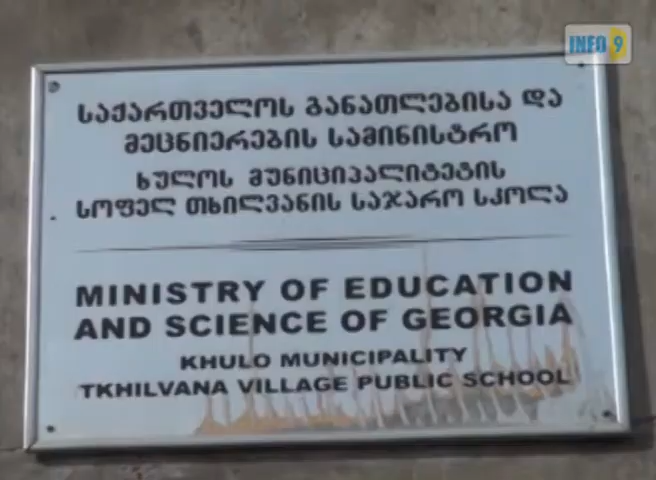 INFO 9
საქართველოს განათლებისა და
მეცნიერების სამინისტრო
ხულოს მუნიციპალიტეტის
სოფელ თხილვანის საჯარო სკოლა
MINISTRY OF EDUCATION
AND SCIENCE OF GEORGIA
KHULO MUNICIPALITY
TKHILVANA VILLAGE PUBLIC SCHOOL